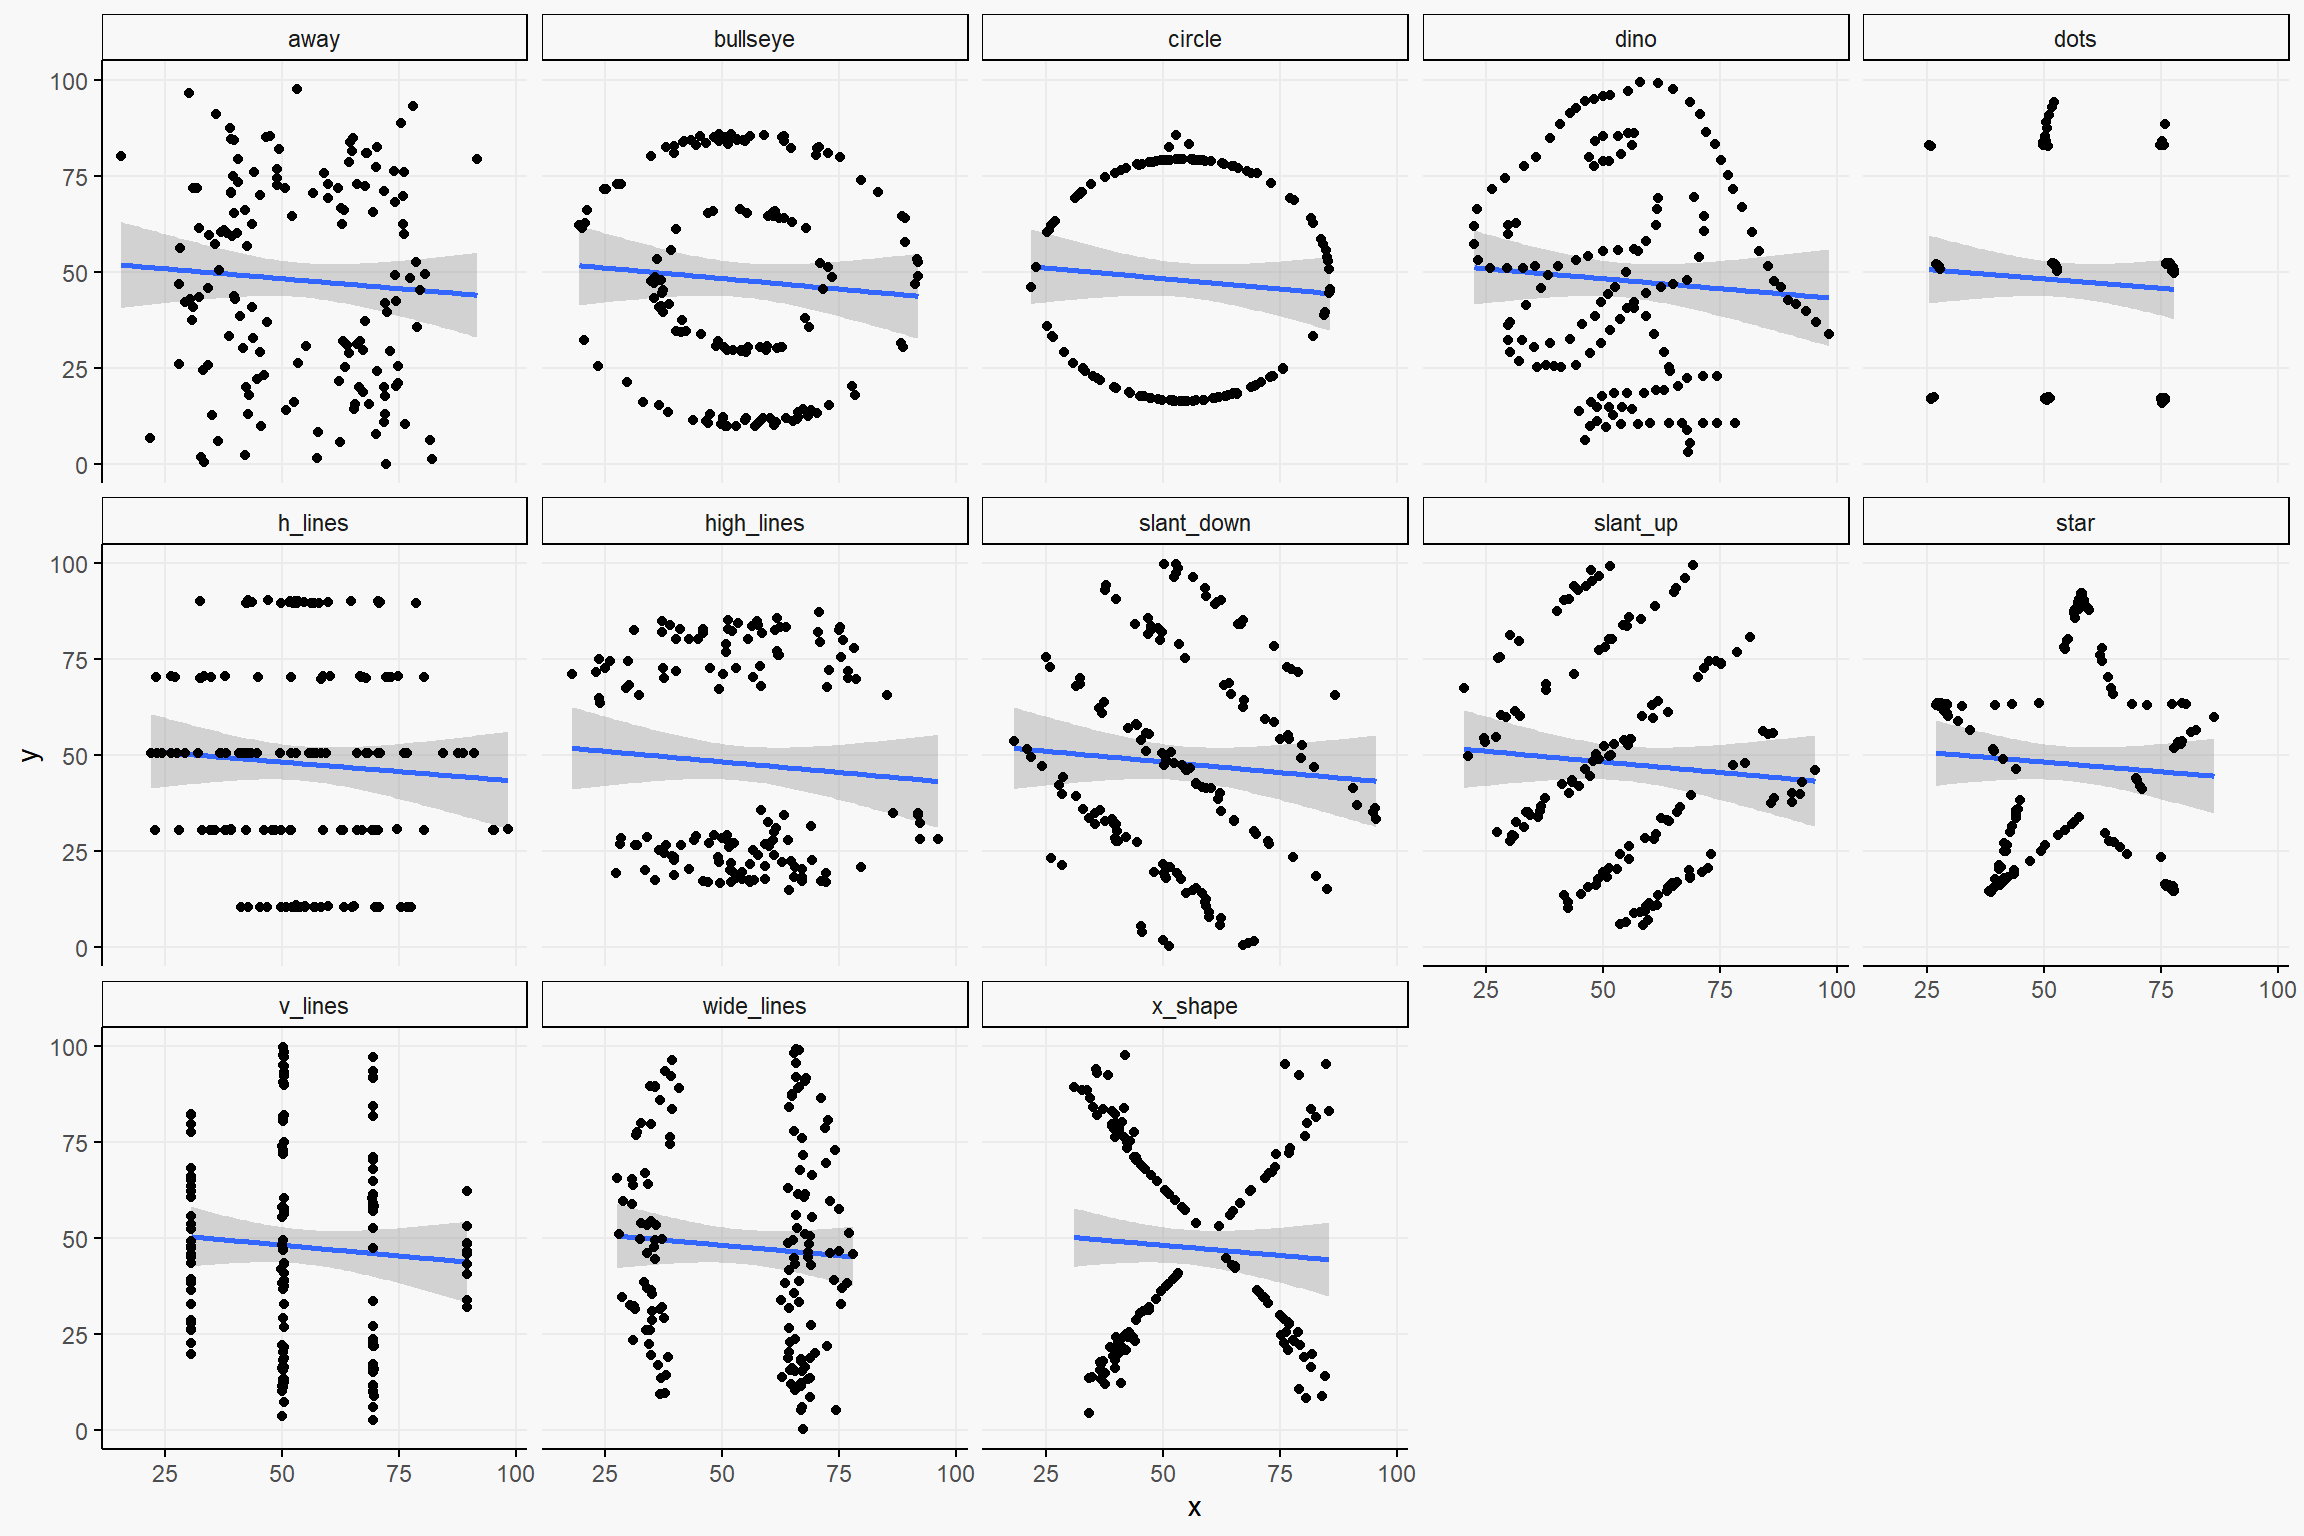 away bullseye circle dino dots
100
75
50
25
0
h_lines high_lines slant_down slant_up star
100
75
50
25
0
y
25 50 75 100 25 50 75 100
v_lines wide_lines x_shape
100
75
50
25
0
25 50 75 100 25 50 75 100 25 50 75 100
x